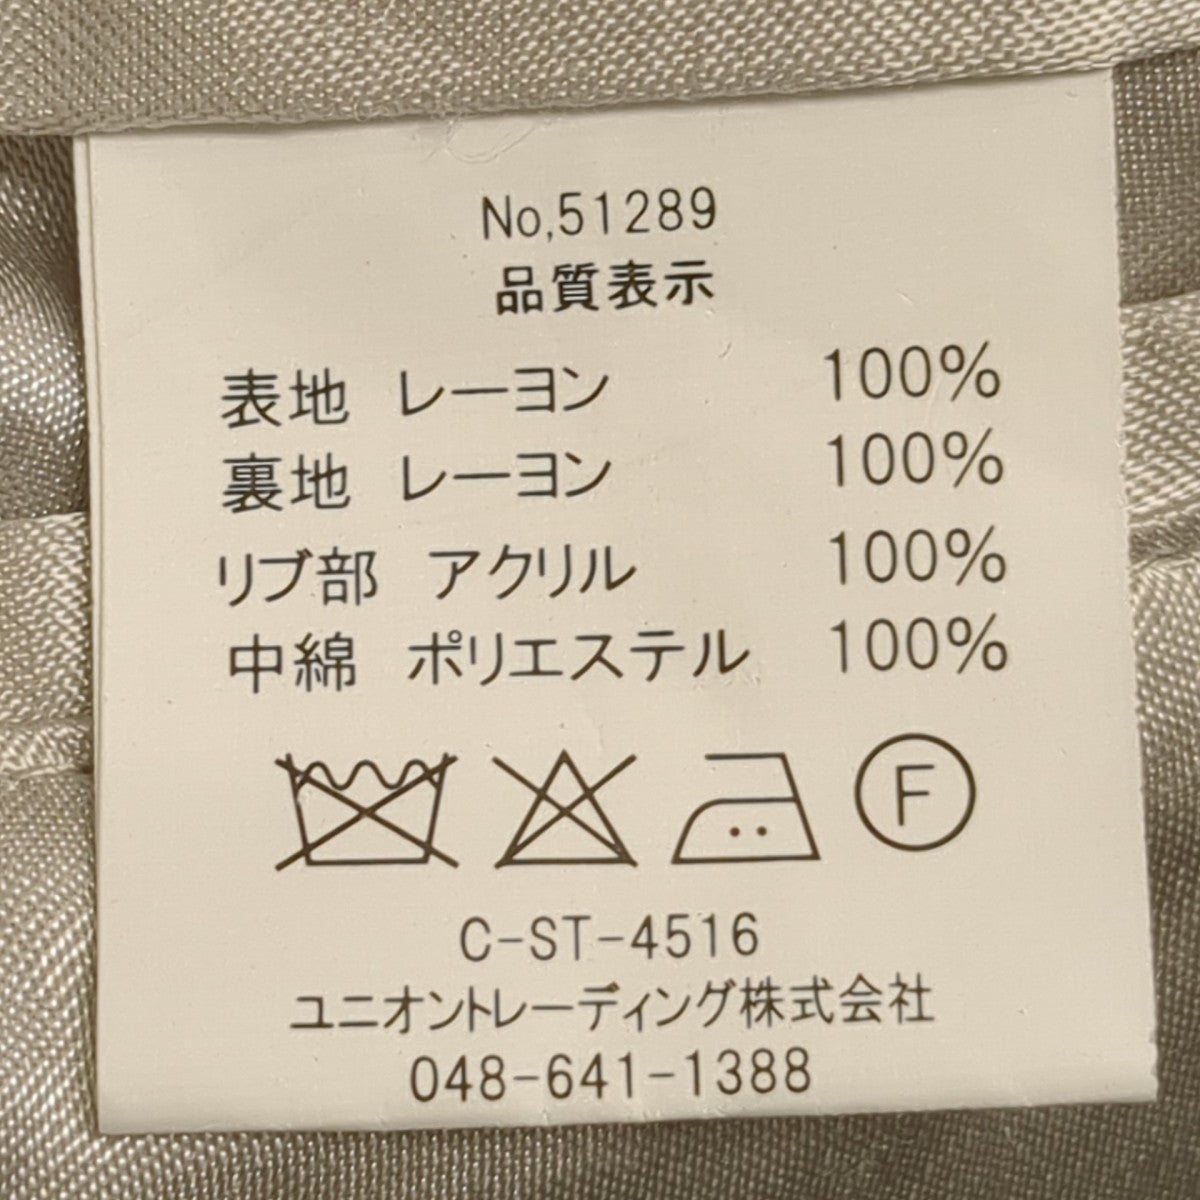 No,51289
品質表示
表地 レーヨン 100%
裏地 レーヨン 100%
リブ部 アクリル 100%
中綿 ポリエステル 100%
F
C-ST-4516
ユニオントレーディング株式会社
048-641-1388